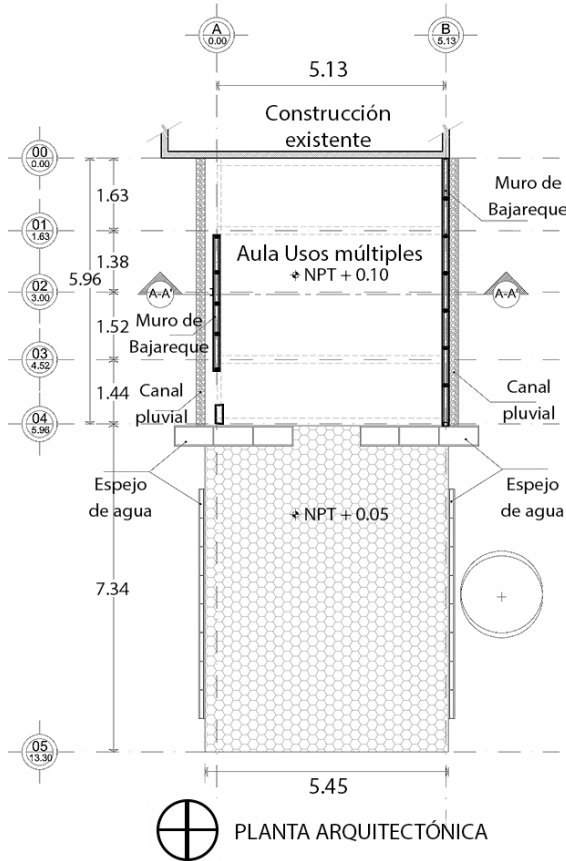 A
0.00
B
5.13
5.13
Construcción
existente
00
0.00
1.63
Muro de
Bajareque
01
1.63
Aula Usos múltiples
NPT + 0.10
1.38
5.96
02
3.00
A-A'
A-A'
1.52
Muro de
Bajareque
03
4.52
1.44
Canal
pluvial
Canal
pluvial
04
5.96
Espejo
de agua
Espejo
de agua
NPT + 0.05
7.34
05
13.30
5.45
PLANTA ARQUITECTÓNICA